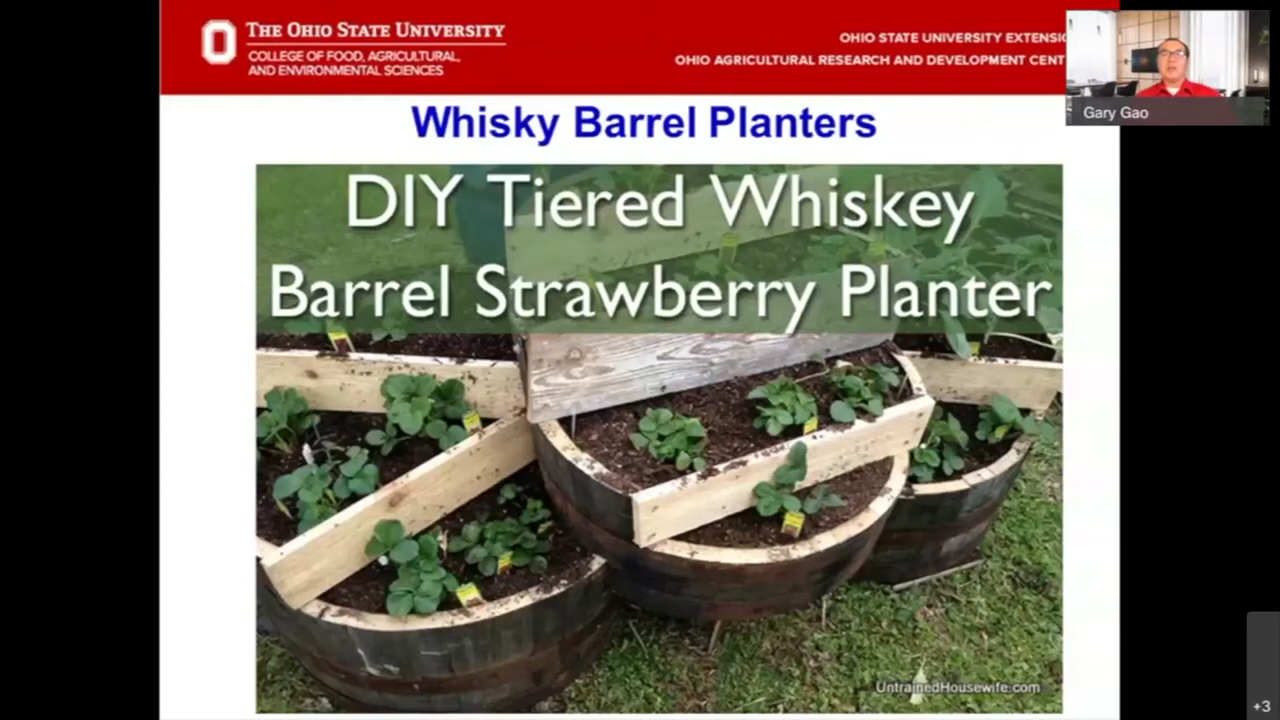 THE OHIO STATE UNIVERSITY
COLLEGE OF FOOD, AGRICULTURAL,
AND ENVIRONMENTAL SCIENCES
OHIO STATE UNIVERSITY EXTENSIO
OHIO AGRICULTURAL RESEARCH AND DEVELOPMENT CENT
Gary Gao
Whisky Barrel Planters
DIY Tiered Whiskey
Barrel Strawberry Planter
UntrainedHousewife.com
+3